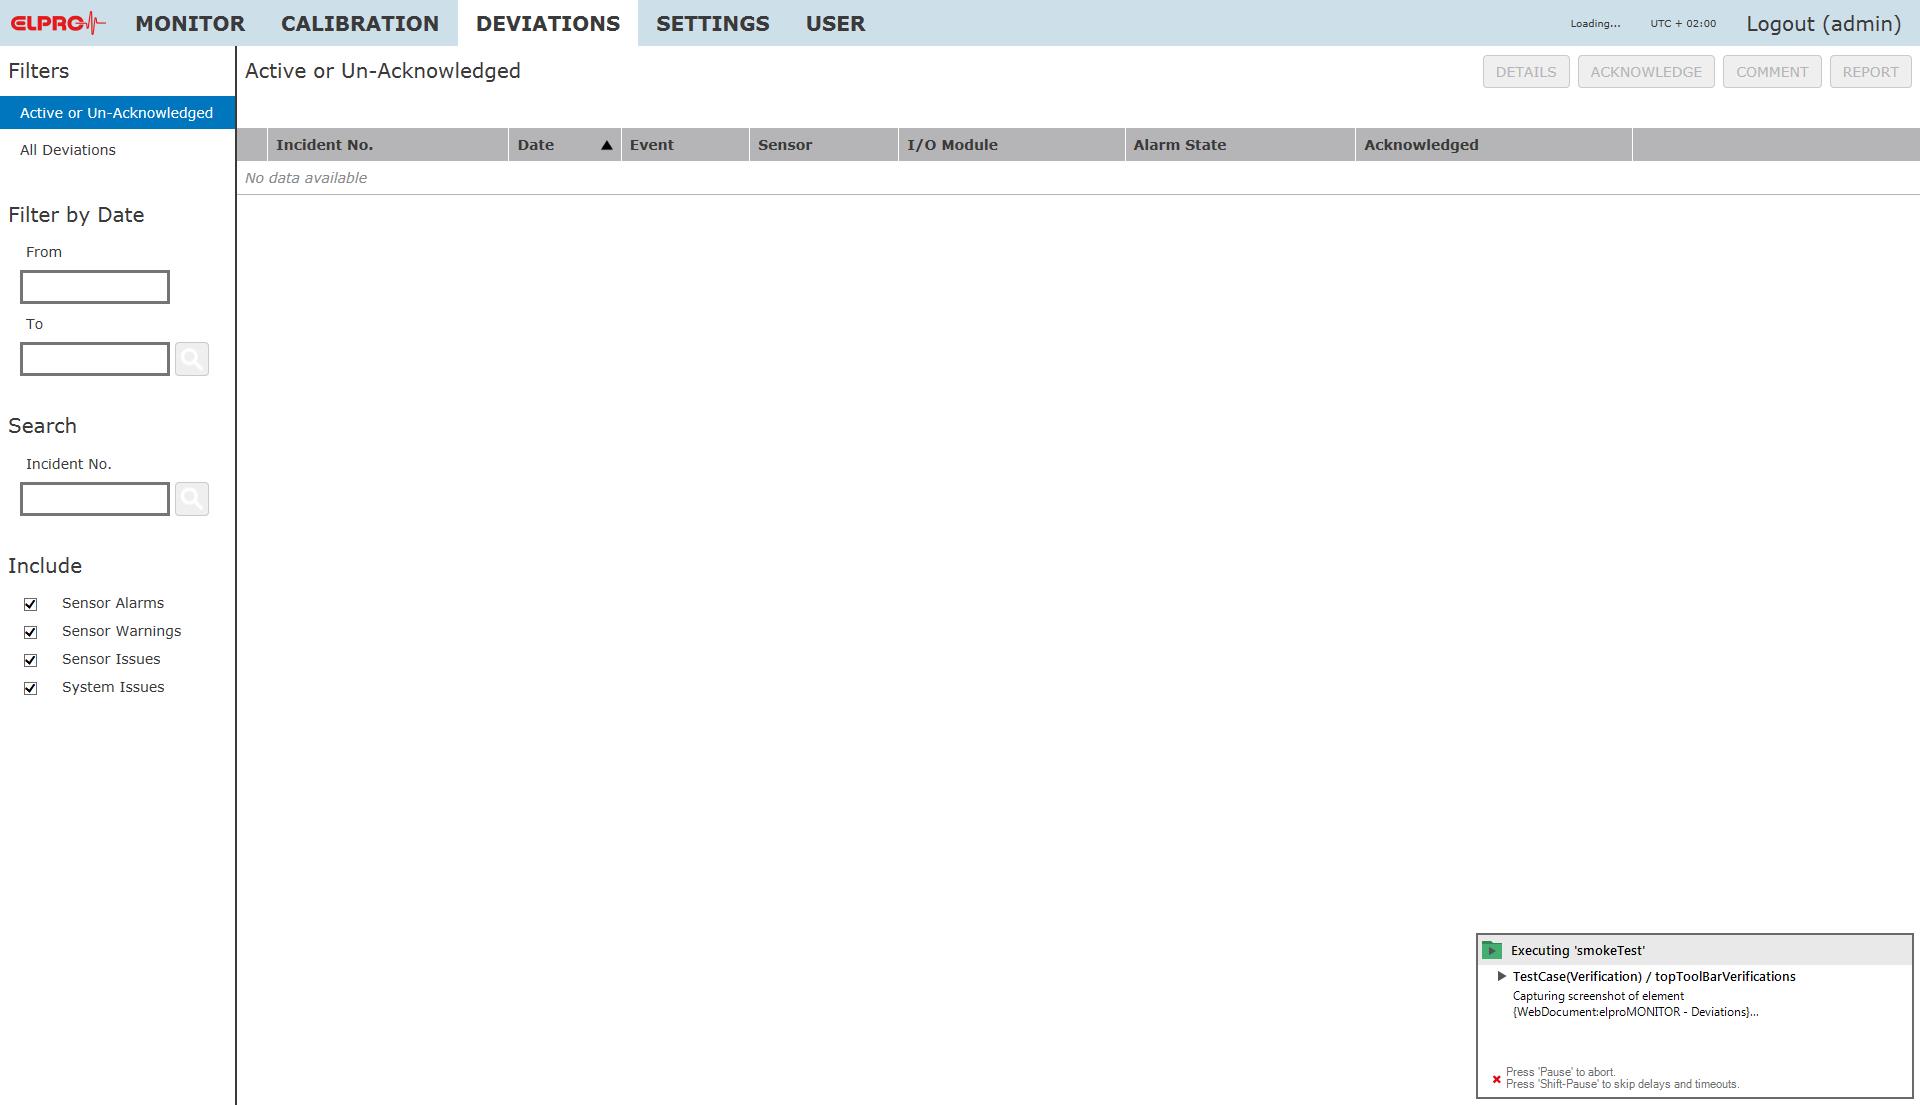 ELPRO MONITOR CALIBRATION DEVIATIONS SETTINGS USER Loading... UTC + 02:00 Logout (admin)
Filters
Active or Un-Acknowledged
All Deviations
Filter by Date
From
To
Search
Incident No.
Include
Sensor Alarms
Sensor Warnings
Sensor Issues
System Issues
Active or Un-Acknowledged DETAILS ACKNOWLEDGE COMMENT REPORT
Incident No. Date Event Sensor I/O Module Alarm State Acknowledged
No data available
Executing 'smokeTest'
TestCase(Verification) / topToolBarVerifications
Capturing screenshot of element
{WebDocument:elproMONITOR - Deviations}...
Press 'Pause' to abort.
Press 'Shift-Pause' to skip delays and timeouts.